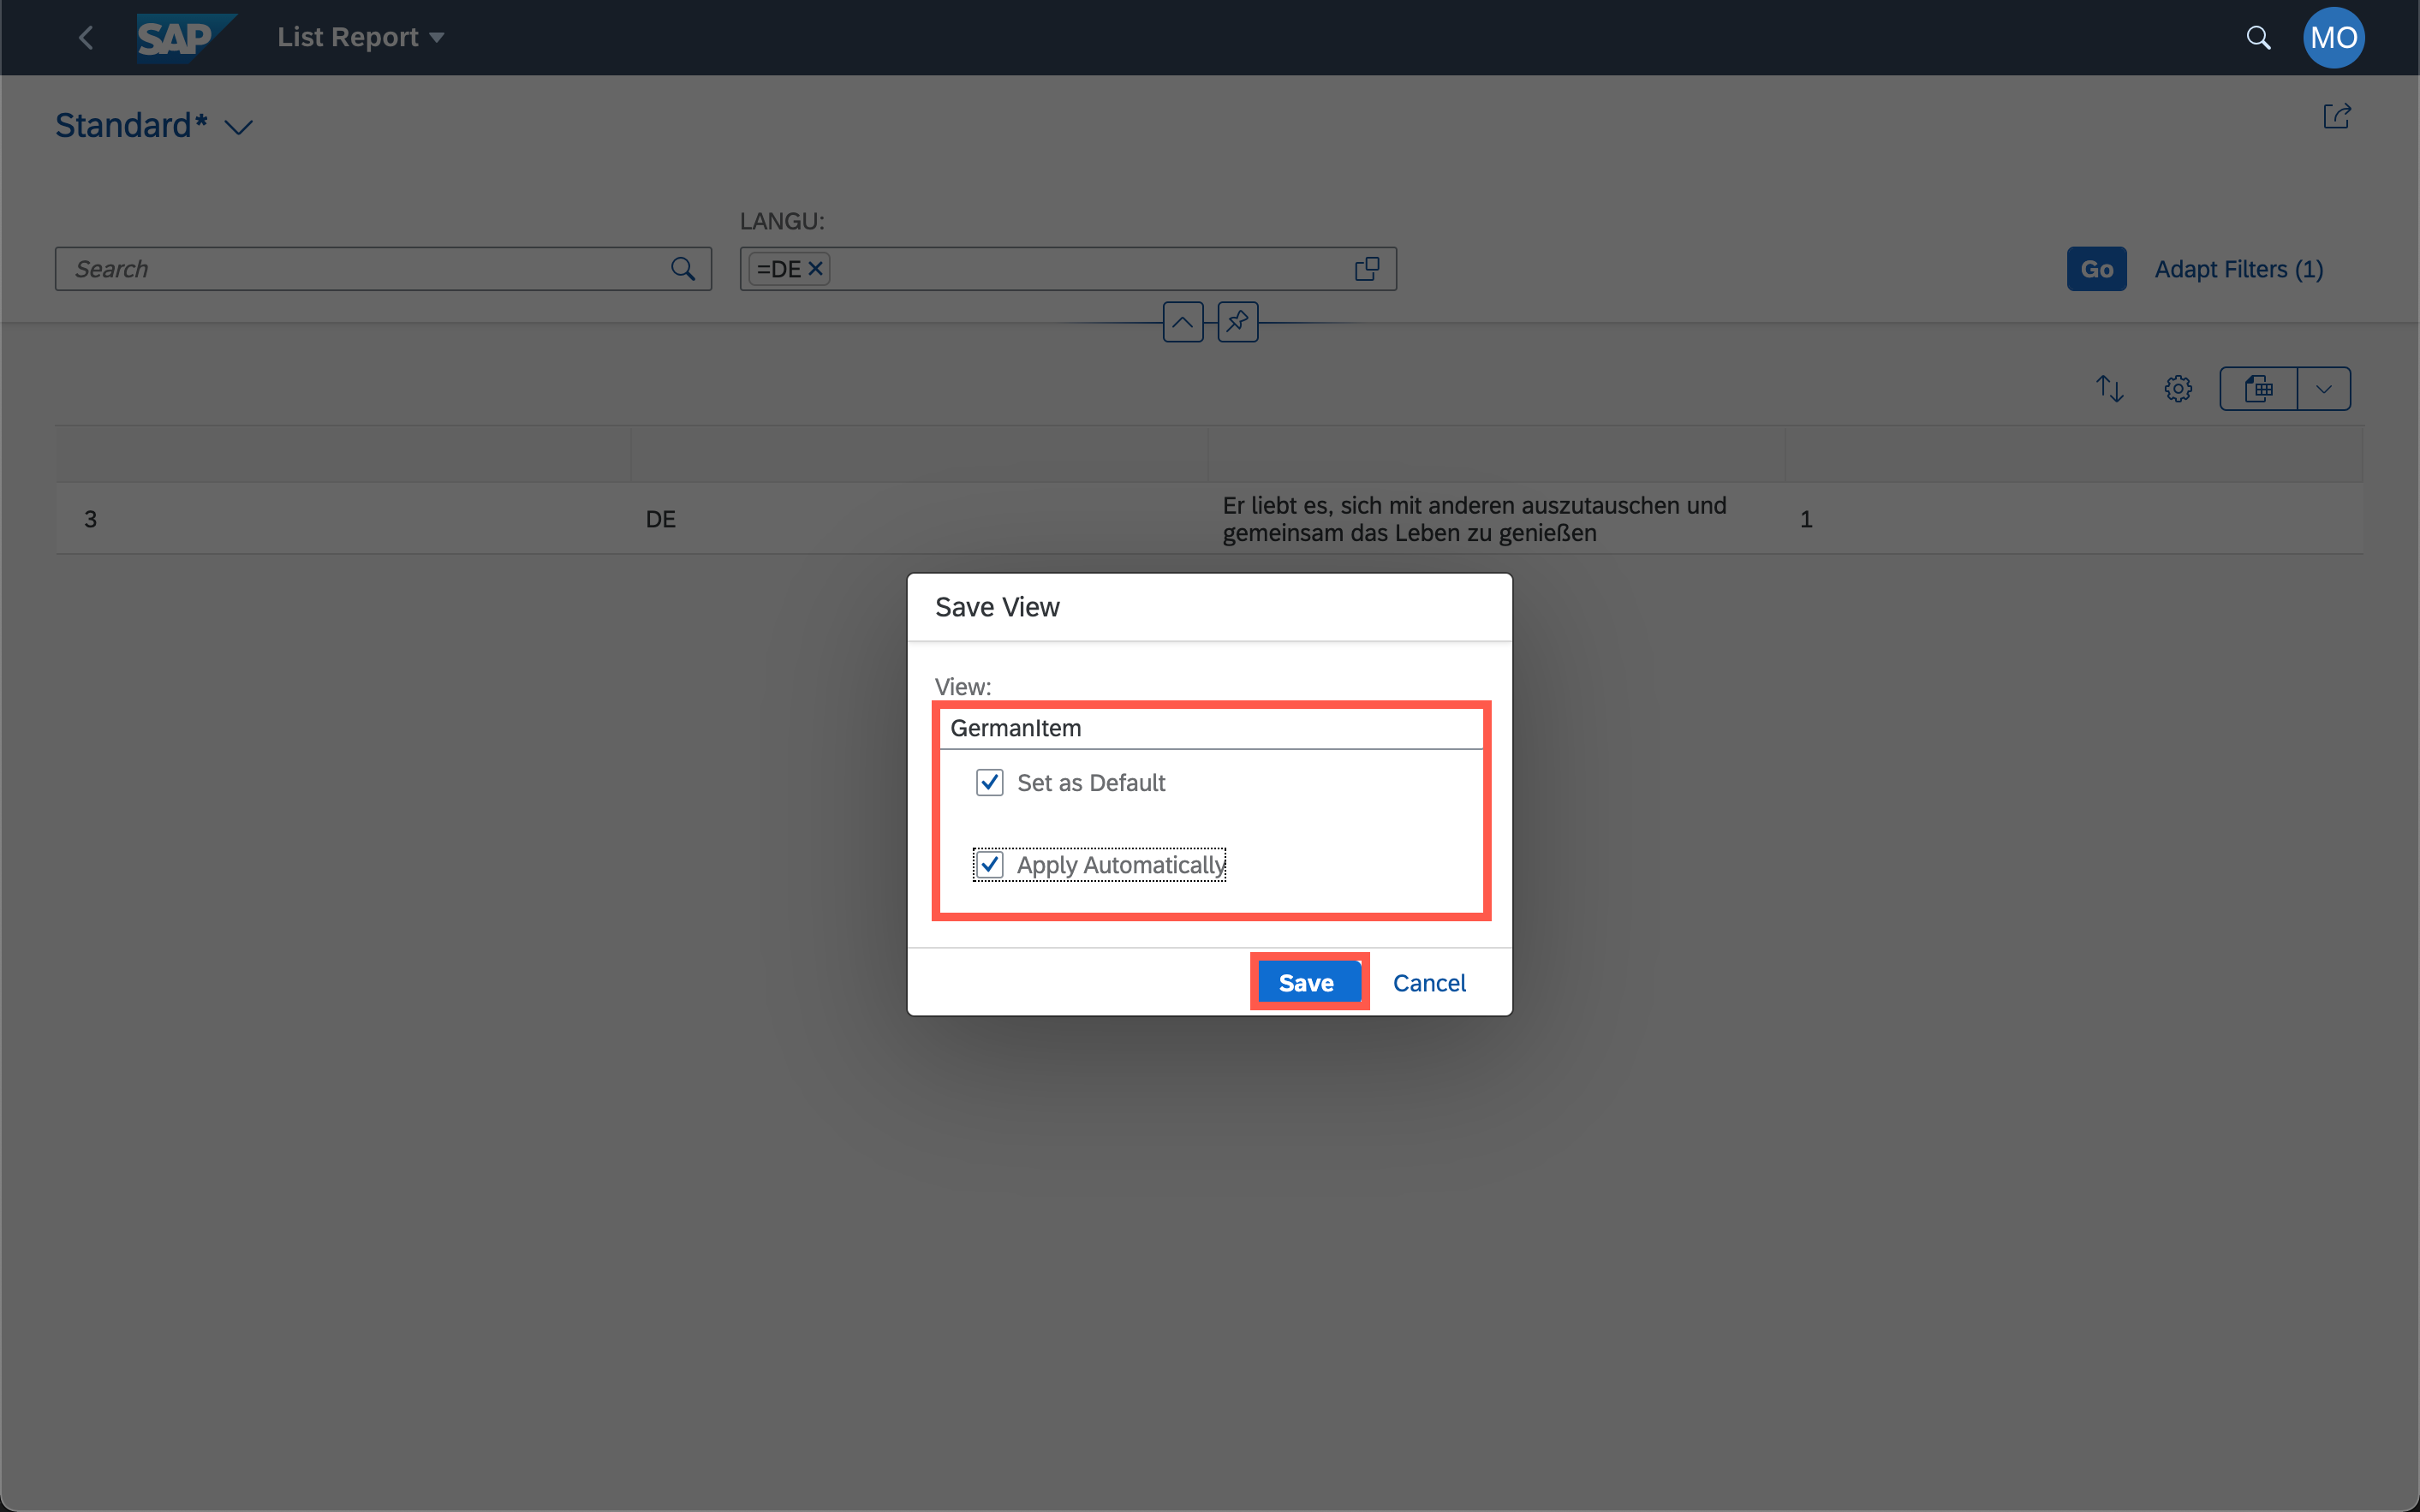 SAP
List Report
MO
Standard*
LANGU:
Search
=DE
Go
Adapt Filters (1)
3
DE
Er liebt es, sich mit anderen auszutauschen und
gemeinsam das Leben zu genießen
1
Save View
View:
GermanItem
Set as Default
Apply Automatically
Save
Cancel